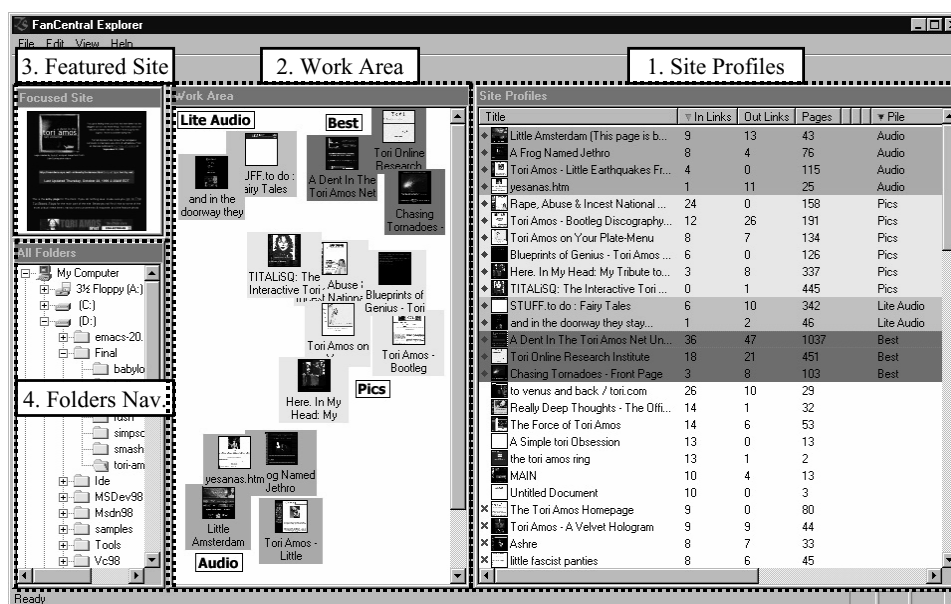 FanCentral Explorer
File Edit View Help
3. Featured Site
2. Work Area
1. Site Profiles
Focused Site
tori amos
All Folders
My Computer
3½ Floppy (A:)
(C:)
(D:)
emacs-20.
Final
babylo
4. Folders Nav.
rush
simpsc
smash
tori-am
Ide
MSDev98
Msdn98
samples
Tools
Vc98
Work Area
Lite Audio
Best
UFF.to do :
airy Tales
and in the
doorway they
Tori Online
Research
A Dent In The
Tori Amos Net
Chasing
Tornadoes -
TITALiSQ: The
Interactive Tori
, Abuse &
ncest Nationa
Blueprints of
Genius - Tori
Tori Amos on
Tori Amos -
Bootleg
Here. In My
Head: My
Pics
yesanas.htm
og Named
Jethro
Little
Amsterdam
Tori Amos -
Little
Audio
Site Profiles
Title In Links Out Links Pages Pile
Little Amsterdam (This page is b... 9 13 43 Audio
A Frog Named Jethro 8 4 76 Audio
Tori Amos - Little Earthquakes Fr... 4 0 115 Audio
yesanas.htm 1 11 25 Audio
Rape, Abuse & Incest National ... 24 0 158 Pics
Tori Amos - Bootleg Discography... 12 26 191 Pics
Tori Amos on Your Plate-Menu 8 7 134 Pics
Blueprints of Genius - Tori Amos ... 6 0 126 Pics
Here. In My Head: My Tribute to... 3 8 337 Pics
TITALiSQ: The Interactive Tori ... 0 1 445 Pics
STUFF.to do : Fairy Tales 6 10 342 Lite Audio
and in the doorway they stay... 1 2 46 Lite Audio
A Dent In The Tori Amos Net Un... 36 47 1037 Best
Tori Online Research Institute 18 21 451 Best
Chasing Tornadoes - Front Page 3 8 103 Best
to venus and back / tori.com 26 10 29
Really Deep Thoughts - The Offi... 14 1 32
The Force of Tori Amos 14 6 53
A Simple tori Obsession 13 0 13
the tori amos ring 13 1 2
MAIN 10 4 13
Untitled Document 10 0 3
The Tori Amos Homepage 9 0 80
Tori Amos - A Velvet Hologram 9 9 44
Ashre 8 7 33
little fascist panties 8 6 45
Ready